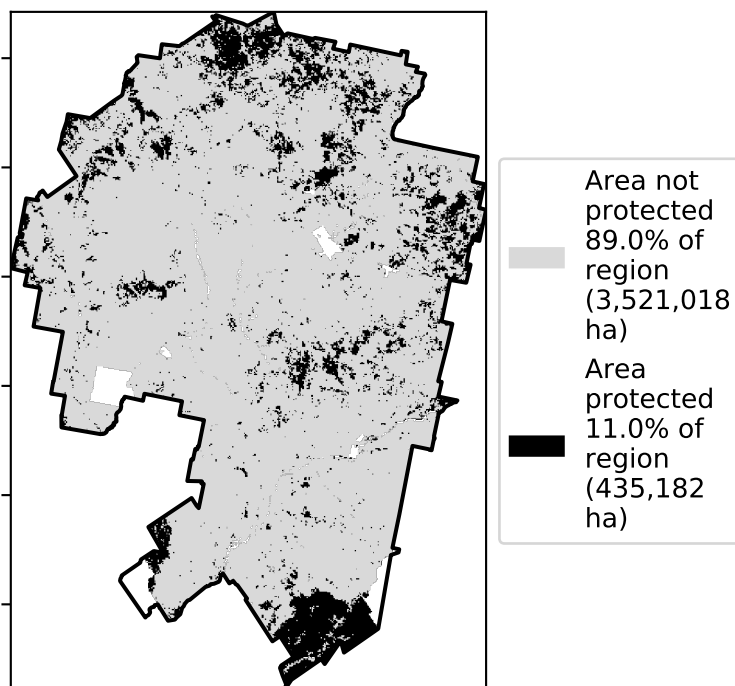 Area not
protected
89.0% of
region
(3,521,018
ha)
Area
protected
11.0% of
region
(435,182
ha)